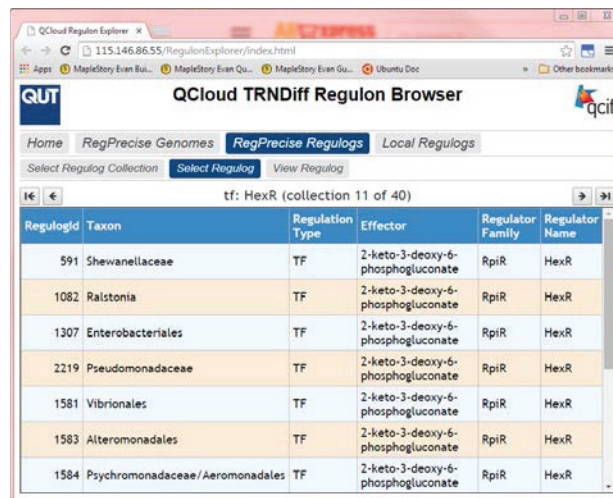 QCloud Regulon Explorer
115.146.86.55/RegulonExplorer/index.html
Apps MapleStory Evan Bui... MapleStory Evan Qu... MapleStory Evan Gu... Ubuntu Doc » Other bookmarks
QUT QCloud TRNDiff Regulon Browser qcif
Home RegPrecise Genomes RegPrecise Regulogs Local Regulogs
Select Regulog Collection Select Regulog View Regulog
tf: HexR (collection 11 of 40)
RegulogId Taxon Regulation Type Effector Regulator Family Regulator Name
591 Shewanellaceae TF 2-keto-3-deoxy-6-phosphogluconate RpiR HexR
1082 Ralstonia TF 2-keto-3-deoxy-6-phosphogluconate RpiR HexR
1307 Enterobacteriales TF 2-keto-3-deoxy-6-phosphogluconate RpiR HexR
2219 Pseudomonadaceae TF 2-keto-3-deoxy-6-phosphogluconate RpiR HexR
1581 Vibrionales TF 2-keto-3-deoxy-6-phosphogluconate RpiR HexR
1583 Alteromonadales TF 2-keto-3-deoxy-6-phosphogluconate RpiR HexR
1584 Psychromonadaceae/Aeromonadales TF 2-keto-3-deoxy-6-phosphogluconate RpiR HexR